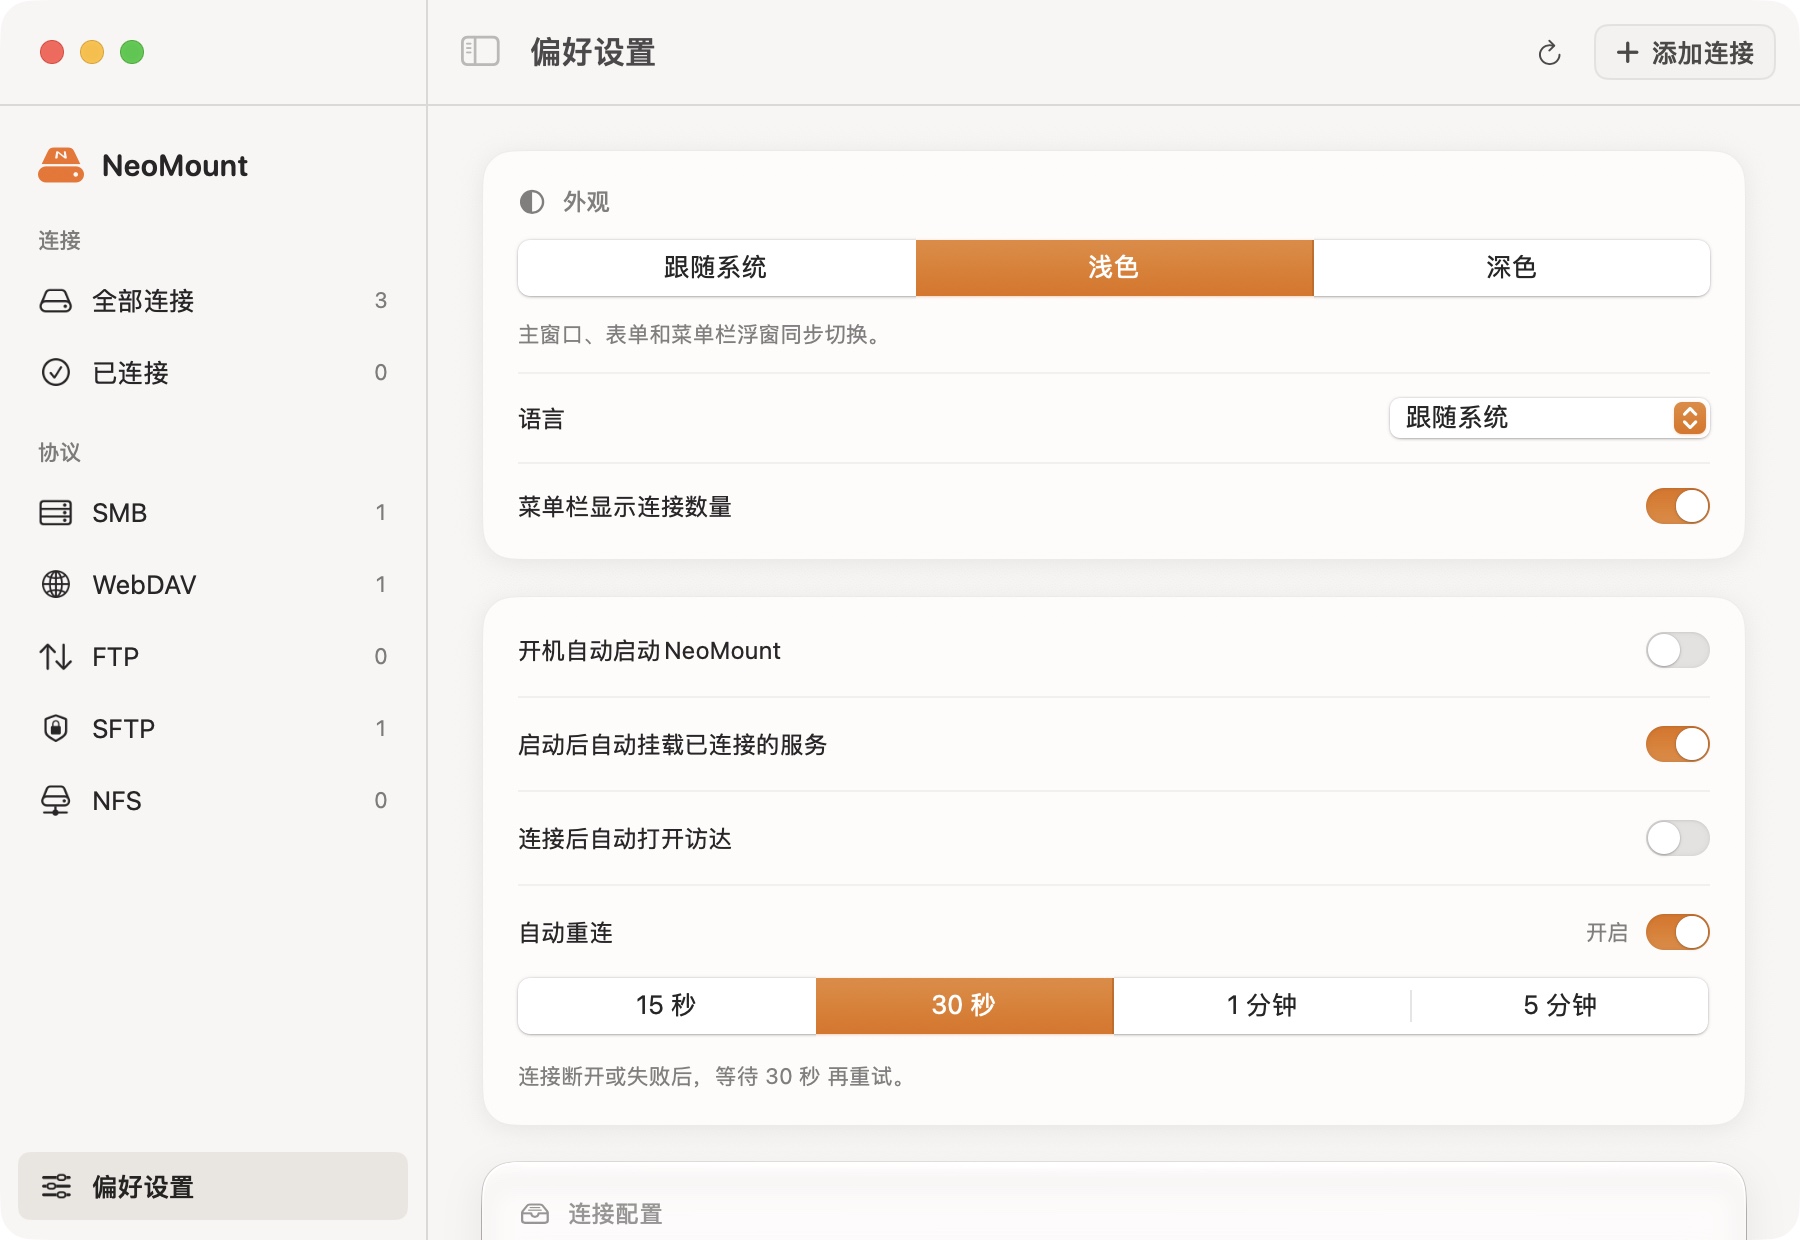 偏好设置
添加连接
NeoMount
连接
全部连接 3
已连接 0
协议
SMB 1
WebDAV 1
FTP 0
SFTP 1
NFS 0
偏好设置
外观
跟随系统 浅色 深色
主窗口、表单和菜单栏浮窗同步切换。
语言 跟随系统
菜单栏显示连接数量
开机自动启动 NeoMount
启动后自动挂载已连接的服务
连接后自动打开访达
自动重连 开启
15 秒 30 秒 1 分钟 5 分钟
连接断开或失败后，等待 30 秒 再重试。
连接配置